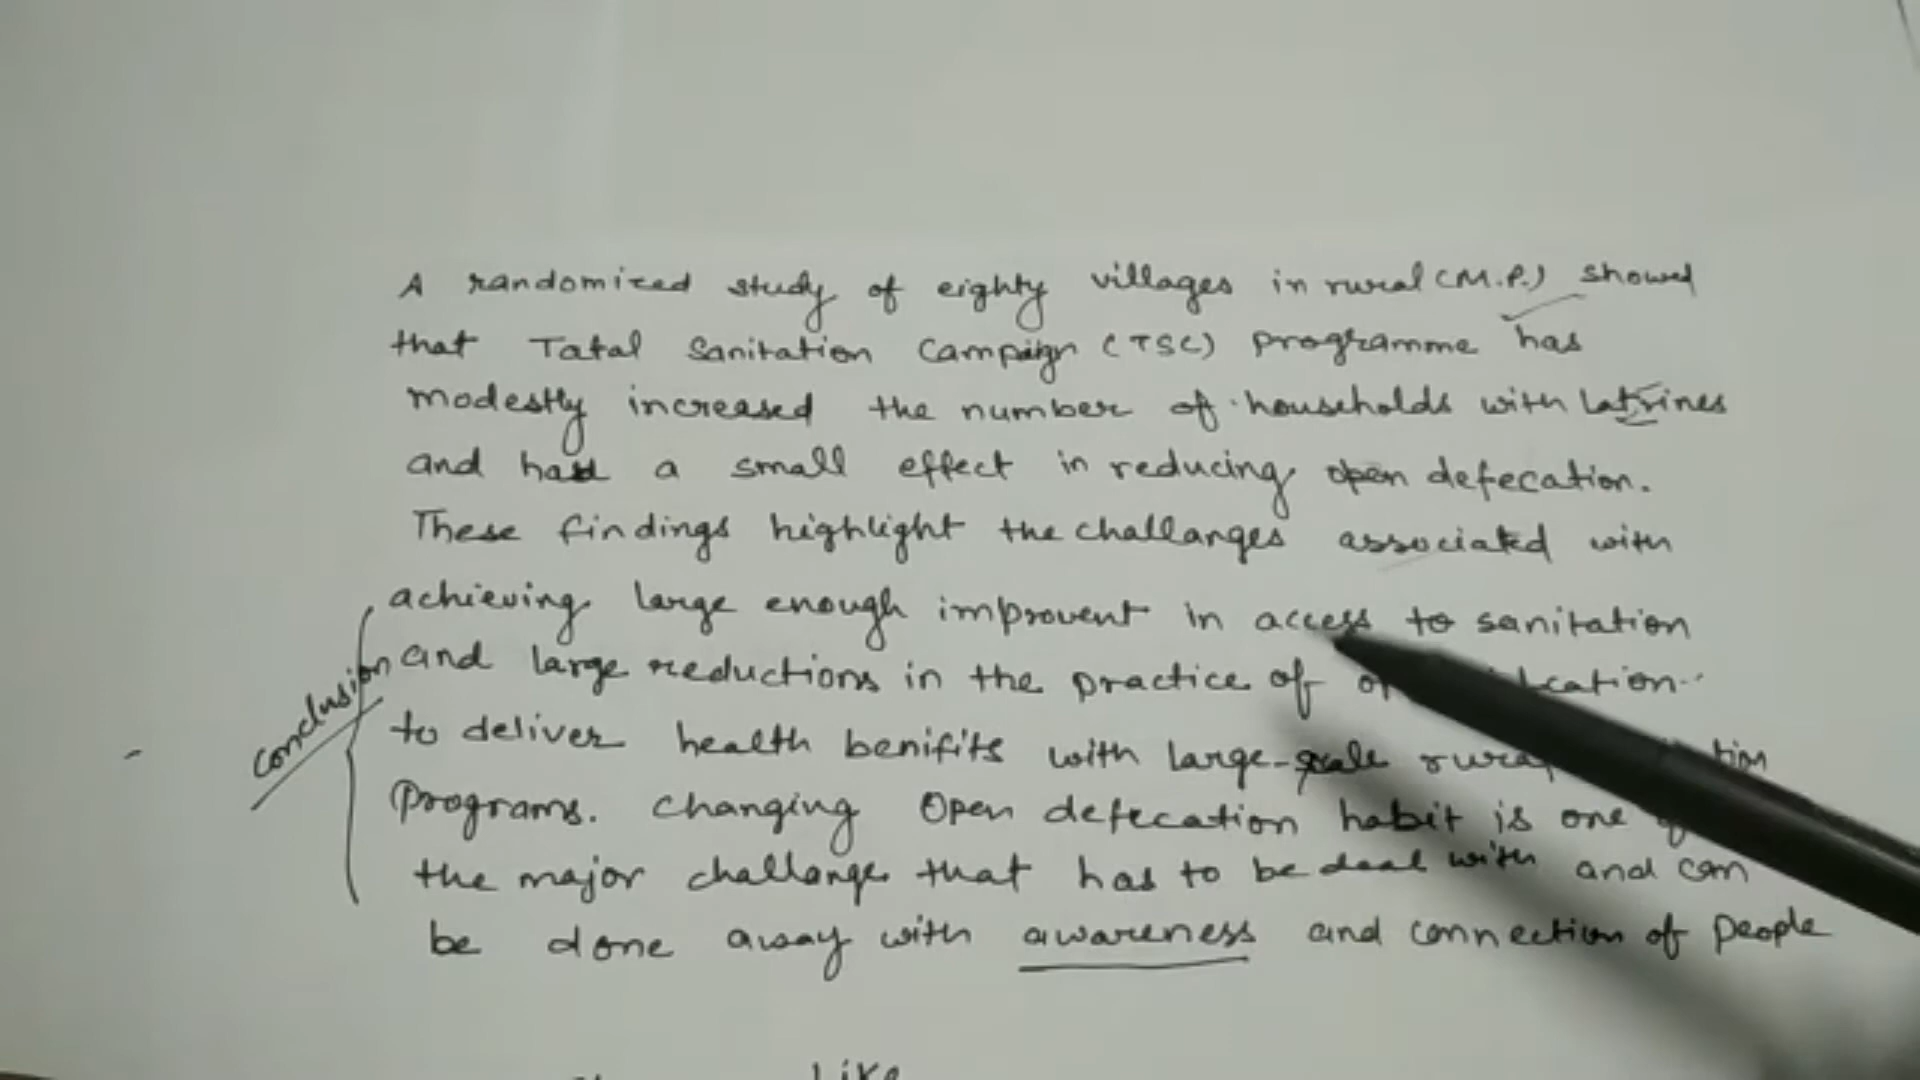 A randomized study of eighty villages in rural (M.P.) showed
that Tatal Sanitation Campaign (TSC) programme has
modestly increased the number of households with latrines
and had a small effect in reducing open defecation.
These findings highlight the challanges associated with
achieving large enough improvent in access to sanitation
and large reductions in the practice of
to deliver health benifits with large-scale
programs. Changing open defecation habit is one
the major challange that has to be deal with and can
be done away with awareness and connection of people
conclusion
Like